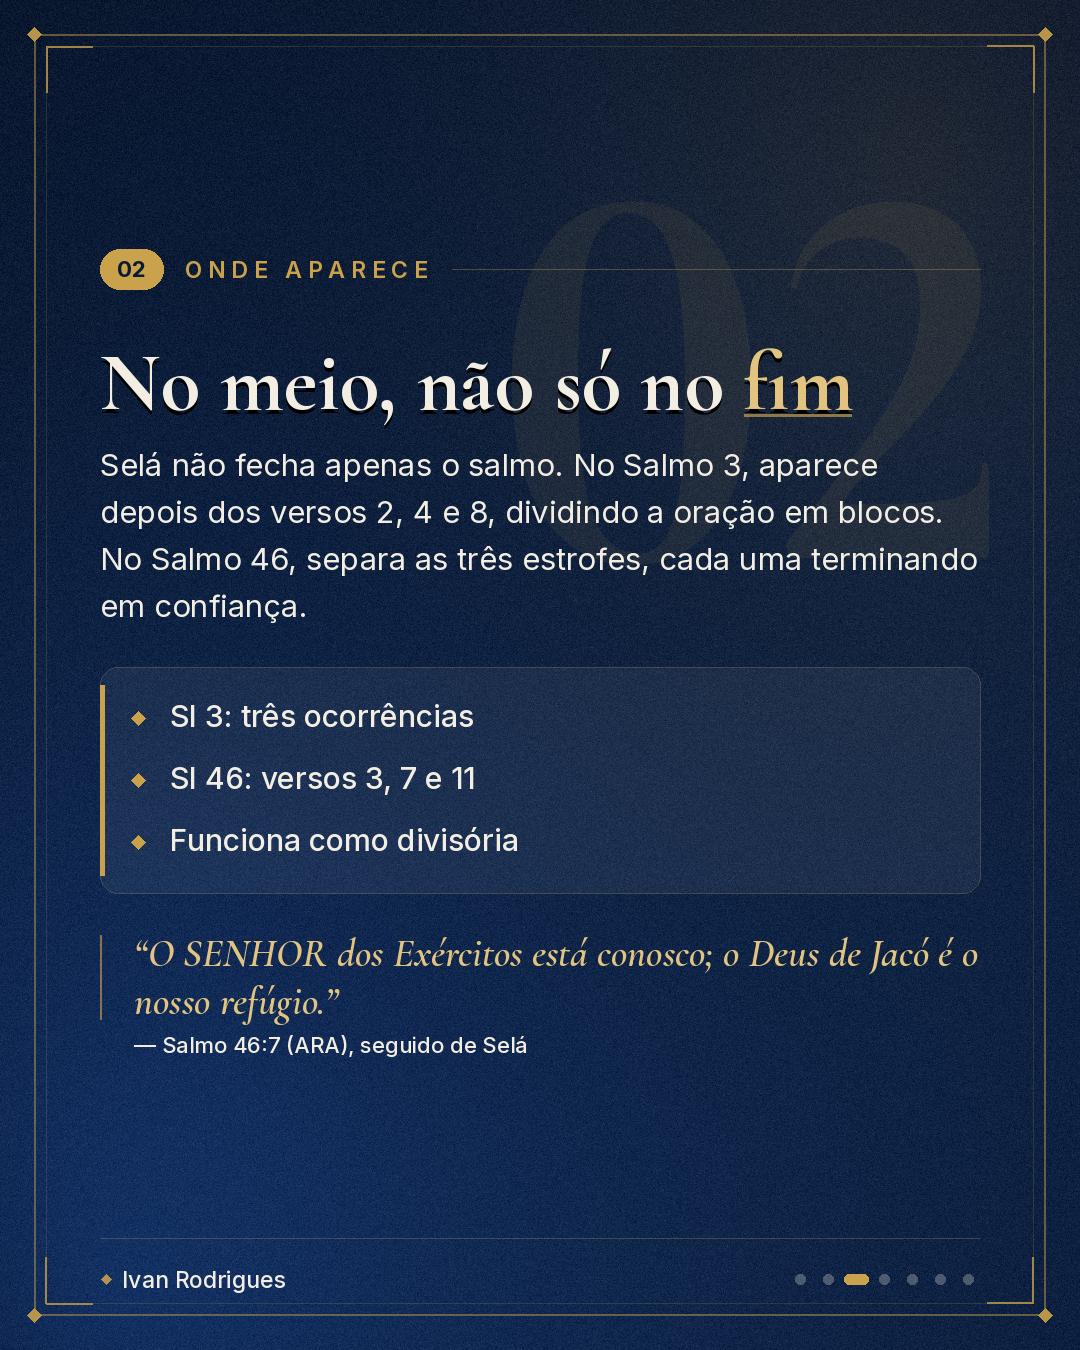 02 ONDE APARECE
02
No meio, não só no fim
Selá não fecha apenas o salmo. No Salmo 3, aparece
depois dos versos 2, 4 e 8, dividindo a oração em blocos.
No Salmo 46, separa as três estrofes, cada uma terminando
em confiança.
Sl 3: três ocorrências
Sl 46: versos 3, 7 e 11
Funciona como divisória
“O SENHOR dos Exércitos está conosco; o Deus de Jacó é o
nosso refúgio.”
— Salmo 46:7 (ARA), seguido de Selá
Ivan Rodrigues